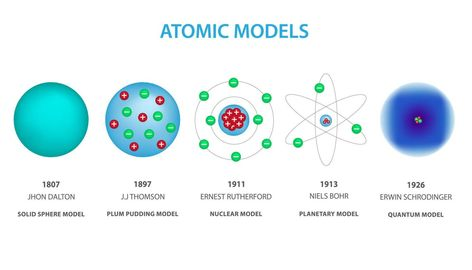 ATOMIC MODELS
1807
JHON DALTON
SOLID SPHERE MODEL
1897
JJ THOMSON
PLUM PUDDING MODEL
1911
ERNEST RUTHERFORD
NUCLEAR MODEL
1913
NIELS BOHR
PLANETARY MODEL
1926
ERWIN SCHRODINGER
QUANTUM MODEL